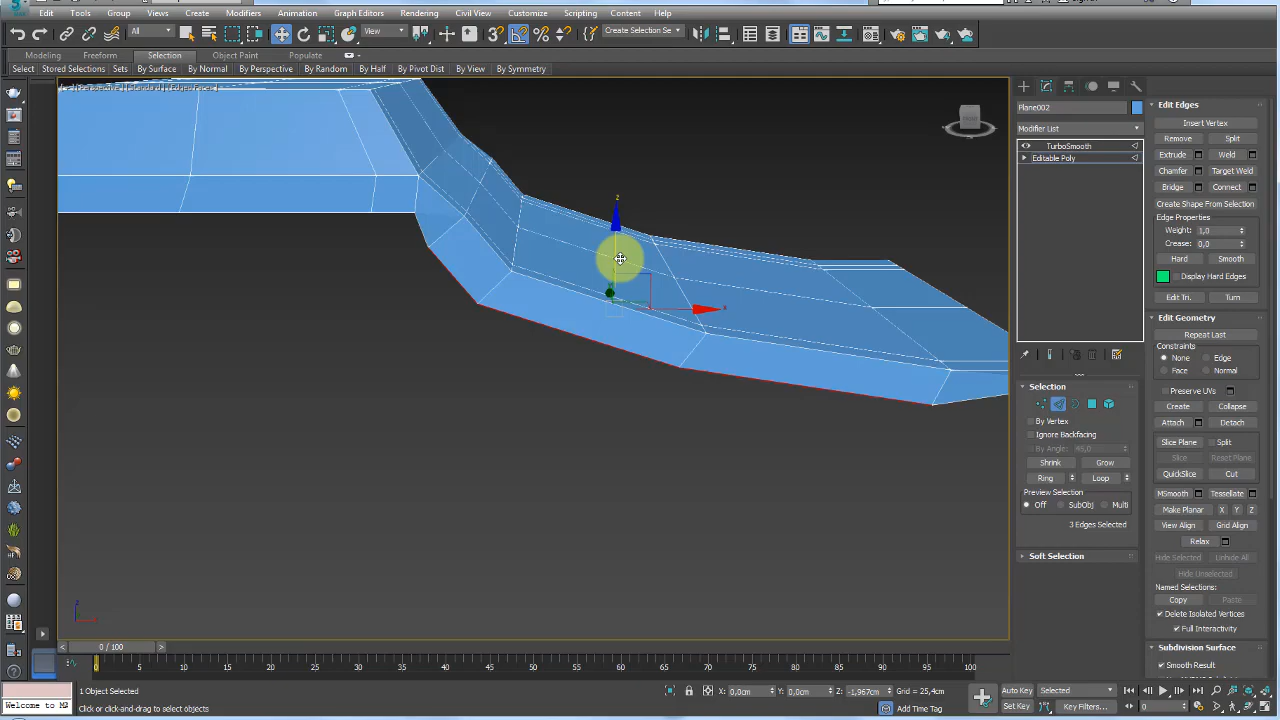 Edit Tools Group Views Create Modifiers Animation Graph Editors Rendering Civil View Customize Scripting Content Help
All View Create Selection Se
Modeling Freeform Selection Object Paint Populate
Select Stored Selections Sets By Surface By Normal By Perspective By Random By Half By Pivot Dist By View By Symmetry
Plane002
Modifier List
TurboSmooth
Editable Poly
Edit Edges
Insert Vertex
Remove Split
Extrude Weld
Chamfer Target Weld
Bridge Connect
Create Shape From Selection
Edge Properties
Weight: 1,0
Crease: 0,0
Hard Smooth
Display Hard Edges
Edit Tri. Turn
Edit Geometry
Repeat Last
Constraints
None Edge
Face Normal
Preserve UVs
Create Collapse
Attach Detach
Slice Plane Split
Slice Reset Plane
QuickSlice Cut
MSmooth Tessellate
Make Planar X Y Z
View Align Grid Align
Relax
Hide Selected Unhide All
Hide Unselected
Named Selections:
Copy Paste
Delete Isolated Vertices
Full Interactivity
Subdivision Surface
Smooth Result
Selection
By Vertex
Ignore Backfacing
By Angle: 45,0
Shrink Grow
Ring Loop
Preview Selection
Off SubObj Multi
3 Edges Selected
Soft Selection
z
x
z
0 / 100
0 5 10 15 20 25 30 35 40 45 50 55 60 65 70 75 80 85 90 95 100
1 Object Selected
X: 0,0cm Y: 0,0cm Z: -1,967cm Grid = 25,4cm
Auto Key Selected
Welcome to M
Click or click-and-drag to select objects
Add Time Tag
Set Key Key Filters... 0